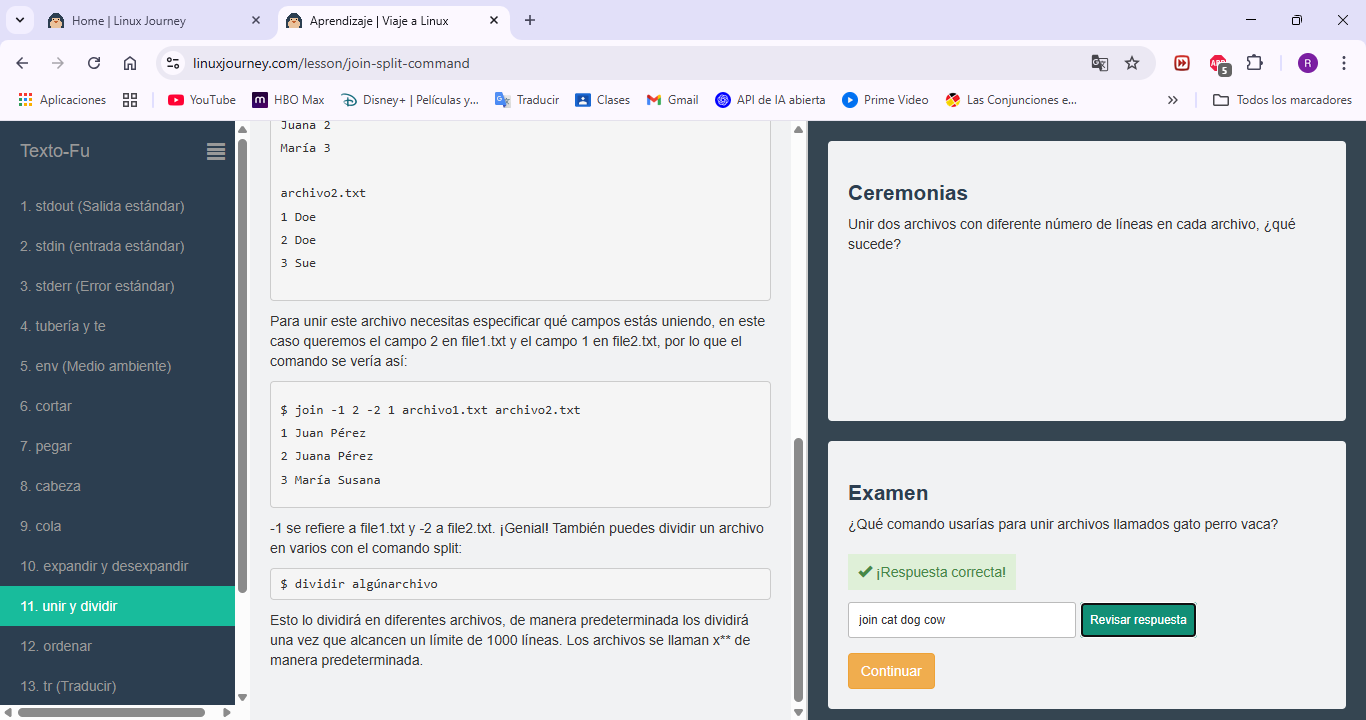 Home | Linux Journey
Aprendizaje | Viaje a Linux
linuxjourney.com/lesson/join-split-command
ABP
5
R
Aplicaciones
YouTube
HBO Max
Disney+ | Películas y...
Traducir
Clases
Gmail
API de IA abierta
Prime Video
Las Conjunciones e...
Todos los marcadores
Texto-Fu
1. stdout (Salida estándar)
2. stdin (entrada estándar)
3. stderr (Error estándar)
4. tubería y te
5. env (Medio ambiente)
6. cortar
7. pegar
8. cabeza
9. cola
10. expandir y desexpandir
11. unir y dividir
12. ordenar
13. tr (Traducir)
Juana 2
María 3
archivo2.txt
1 Doe
2 Doe
3 Sue
Para unir este archivo necesitas especificar qué campos estás uniendo, en este
caso queremos el campo 2 en file1.txt y el campo 1 en file2.txt, por lo que el
comando se vería así:
$ join -1 2 -2 1 archivo1.txt archivo2.txt
1 Juan Pérez
2 Juana Pérez
3 María Susana
-1 se refiere a file1.txt y -2 a file2.txt. ¡Genial! También puedes dividir un archivo
en varios con el comando split:
$ dividir algúnarchivo
Esto lo dividirá en diferentes archivos, de manera predeterminada los dividirá
una vez que alcancen un límite de 1000 líneas. Los archivos se llaman x** de
manera predeterminada.
Ceremonias
Unir dos archivos con diferente número de líneas en cada archivo, ¿qué
sucede?
Examen
¿Qué comando usarías para unir archivos llamados gato perro vaca?
¡Respuesta correcta!
join cat dog cow
Revisar respuesta
Continuar